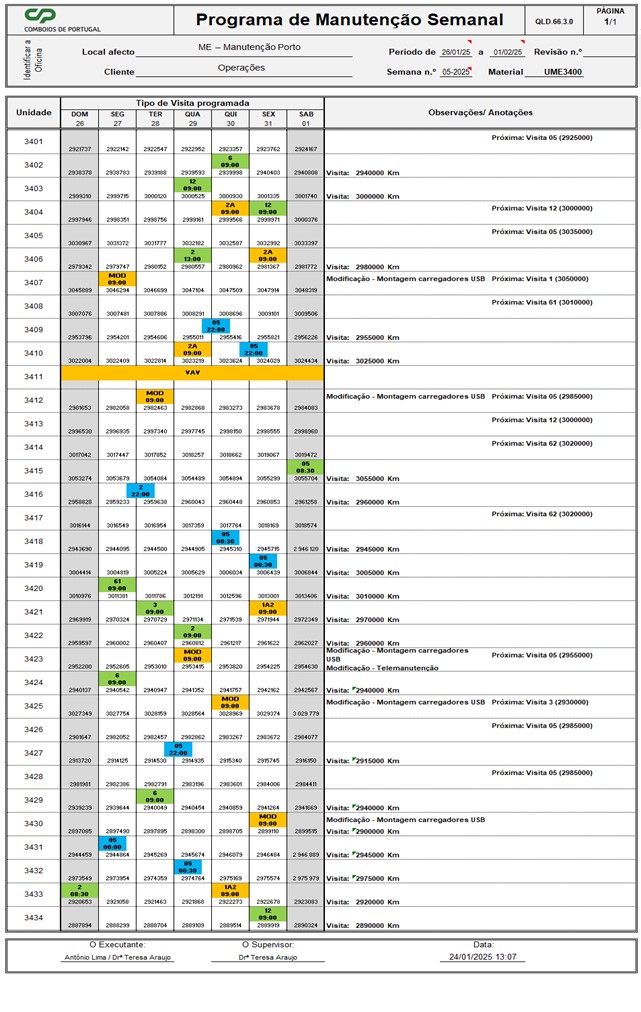 CP
COMBOIOS DE PORTUGAL
Programa de Manutenção Semanal
QLD.66.3.0
PÁGINA
1/1
Identificar a Oficina
Local afecto ME – Manutenção Porto
Período de 26/01/25 a 01/02/25 Revisão n.º
Cliente Operações
Semana n.º 05-2025 Material UME3400
Unidade Tipo de Visita programada Observações/ Anotações
DOM SEG TER QUA QUI SEX SAB
26 27 28 29 30 31 01
3401 Próxima: Visita 05 (2925000)
2921737 2922142 2922547 2922952 2923357 2923762 2924167
3402 6 09:00
2938378 2938783 2939188 2939593 2939998 2940403 2940808 Visita: 2940000 Km
3403 12 09:00
2999310 2999715 3000120 3000525 3000930 3001335 3001740 Visita: 3000000 Km
3404 2A 09:00 12 09:00 Próxima: Visita 12 (3000000)
2997946 2998351 2998756 2999161 2999566 2999971 3000376
3405 Próxima: Visita 05 (3035000)
3030967 3031372 3031777 3032182 3032587 3032992 3033397
3406 2 13:00 2A 09:00
2979342 2979747 2980152 2980557 2980962 2981367 2981772 Visita: 2980000 Km
3407 MOD 09:00 Modificação - Montagem carregadores USB Próxima: Visita 1 (3050000)
3045889 3046294 3046699 3047104 3047509 3047914 3048319
3408 Próxima: Visita 61 (3010000)
3007076 3007481 3007886 3008291 3008696 3009101 3009506
3409 05 22:00
2953796 2954201 2954606 2955011 2955416 2955821 2956226 Visita: 2955000 Km
3410 2A 09:00 05 22:00
3022004 3022409 3022814 3023219 3023624 3024029 3024434 Visita: 3025000 Km
3411 VAV
3412 MOD 09:00 Modificação - Montagem carregadores USB Próxima: Visita 05 (2985000)
2981653 2982058 2982463 2982868 2983273 2983678 2984083
3413 Próxima: Visita 12 (3000000)
2996530 2996935 2997340 2997745 2998150 2998555 2998960
3414 Próxima: Visita 62 (3020000)
3017042 3017447 3017852 3018257 3018662 3019067 3019472
3415 05 08:30
3053274 3053679 3054084 3054489 3054894 3055299 3055704 Visita: 3055000 Km
3416 2 22:00
2958828 2959233 2959638 2960043 2960448 2960853 2961258 Visita: 2960000 Km
3417 Próxima: Visita 62 (3020000)
3016144 3016549 3016954 3017359 3017764 3018169 3018574
3418 05 00:30
2943690 2944095 2944500 2944905 2945310 2945715 2 946 120 Visita: 2945000 Km
3419 05 00:30
3004414 3004819 3005224 3005629 3006034 3006439 3006844 Visita: 3005000 Km
3420 61 09:00
3010976 3011381 3011786 3012191 3012596 3013001 3013406 Visita: 3010000 Km
3421 3 09:00 1A2 09:00
2969919 2970324 2970729 2971134 2971539 2971944 2972349 Visita: 2970000 Km
3422 2 09:00
2959597 2960002 2960407 2960812 2961217 2961622 2962027 Visita: 2960000 Km
3423 MOD 09:00 Modificação - Montagem carregadores USB Próxima: Visita 05 (2955000)
2952200 2952605 2953010 2953415 2953820 2954225 2954630 Modificação - Telemanutenção
3424 6 09:00
2940137 2940542 2940947 2941352 2941757 2942162 2942567 Visita: 2940000 Km
3425 MOD 09:00 Modificação - Montagem carregadores USB Próxima: Visita 3 (2930000)
3027349 3027754 3028159 3028564 3028969 3029374 3 029 779
3426 Próxima: Visita 05 (2985000)
2981647 2982052 2982457 2982862 2983267 2983672 2984077
3427 05 22:00
2913720 2914125 2914530 2914935 2915340 2915745 2916150 Visita: 2915000 Km
3428 Próxima: Visita 05 (2985000)
2981981 2982386 2982791 2983196 2983601 2984006 2984411
3429 6 09:00
2939239 2939644 2940049 2940454 2940859 2941264 2941669 Visita: 2940000 Km
3430 MOD 09:00 Modificação - Montagem carregadores USB
2897085 2897490 2897895 2898300 2898705 2899110 2899515 Visita: 2900000 Km
3431 05 00:00
2944459 2944864 2945269 2945674 2946079 2946484 2 946 889 Visita: 2945000 Km
3432 05 00:30
2973549 2973954 2974359 2974764 2975169 2975574 2 975 979 Visita: 2975000 Km
3433 2 08:30 1A2 09:00
2920653 2921058 2921463 2921868 2922273 2922678 2923083 Visita: 2920000 Km
3434 12 09:00
2887894 2888299 2888704 2889109 2889514 2889919 2890324 Visita: 2890000 Km
O Executante: O Supervisor: Data:
António Lima / Drª Teresa Araujo Drª Teresa Araujo 24/01/2025 13:07